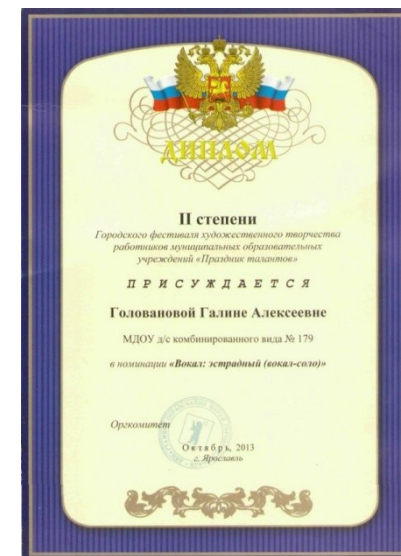 ДИПЛОМ
II степени
Городского фестиваля художественного творчества
работников муниципальных образовательных
учреждений «Праздник талантов»
ПРИСУЖДАЕТСЯ
Головановой Галине Алексеевне
МДОУ д/с комбинированного вида № 179
в номинации «Вокал: эстрадный (вокал-соло)»
Оргкомитет
Октябрь, 2013
г. Ярославль